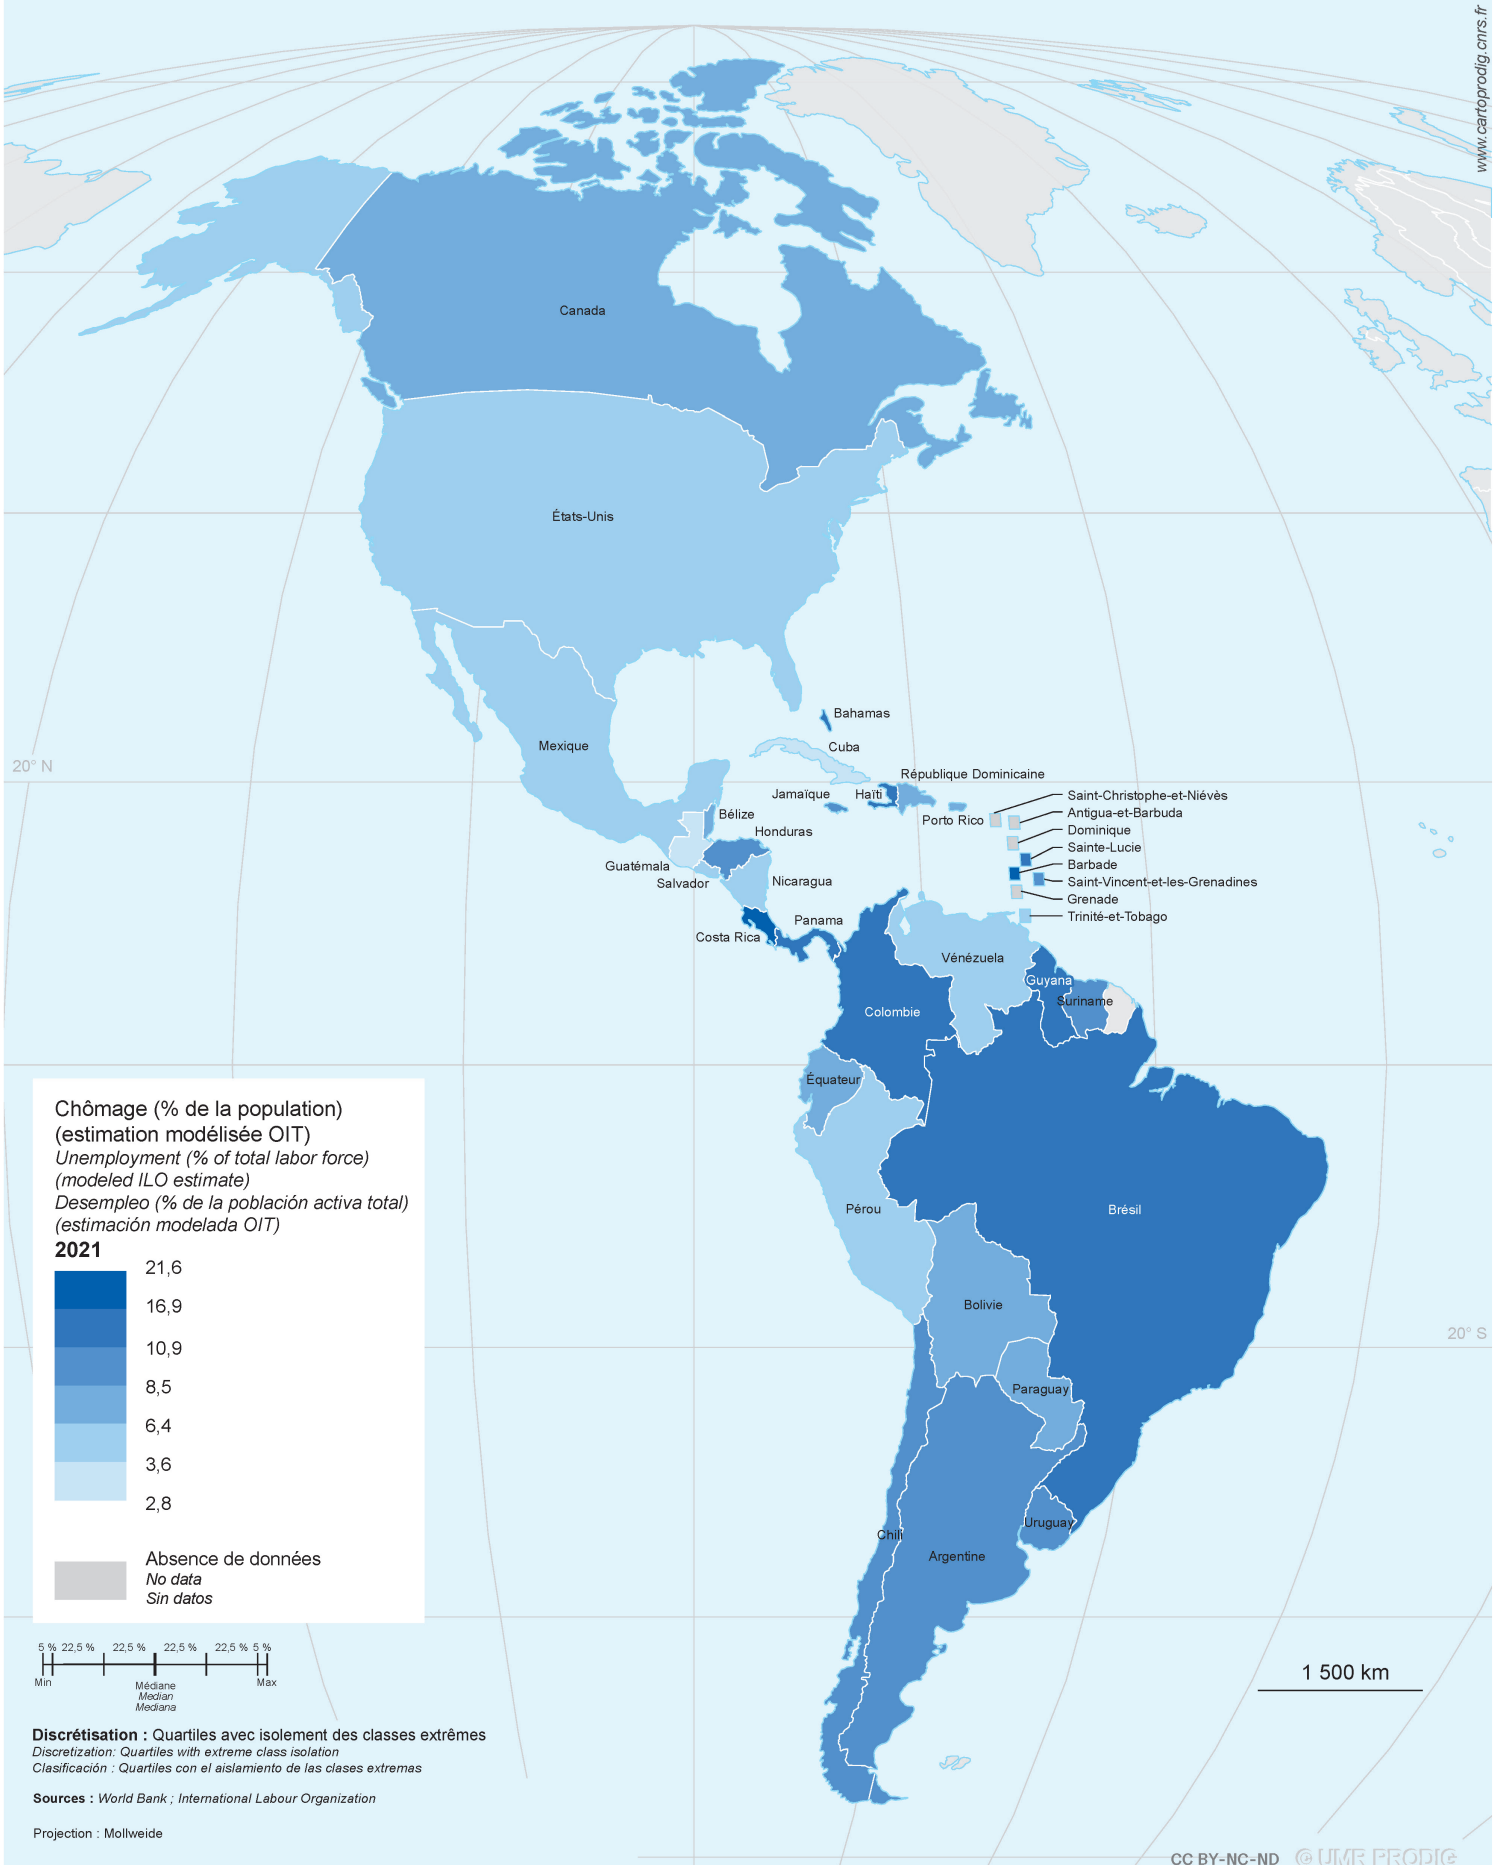 www.cartoprodig.cnrs.fr
Canada
États-Unis
Bahamas
Mexique
Cuba
20° N
République Dominicaine
Jamaïque
Haïti
Saint-Christophe-et-Niévès
Porto Rico
Antigua-et-Barbuda
Bélize
Dominique
Honduras
Sainte-Lucie
Guatémala
Barbade
Salvador
Nicaragua
Saint-Vincent-et-les-Grenadines
Grenade
Panama
Trinité-et-Tobago
Costa Rica
Vénézuela
Guyana
Suriname
Colombie
Équateur
Pérou
Brésil
Bolivie
20° S
Paraguay
Uruguay
Chili
Argentine
Chômage (% de la population)
(estimation modélisée OIT)
Unemployment (% of total labor force)
(modeled ILO estimate)
Desempleo (% de la población activa total)
(estimación modelada OIT)
2021
21,6
16,9
10,9
8,5
6,4
3,6
2,8
Absence de données
No data
Sin datos
5 % 22,5 % 22,5 % 22,5 % 22,5 % 5 %
Min Max
Médiane
Median
Mediana
1 500 km
Discrétisation : Quartiles avec isolement des classes extrêmes
Discretization: Quartiles with extreme class isolation
Clasificación : Quartiles con el aislamiento de las clases extremas
Sources : World Bank ; International Labour Organization
Projection : Mollweide
CC BY-NC-ND © UMR PRODIG